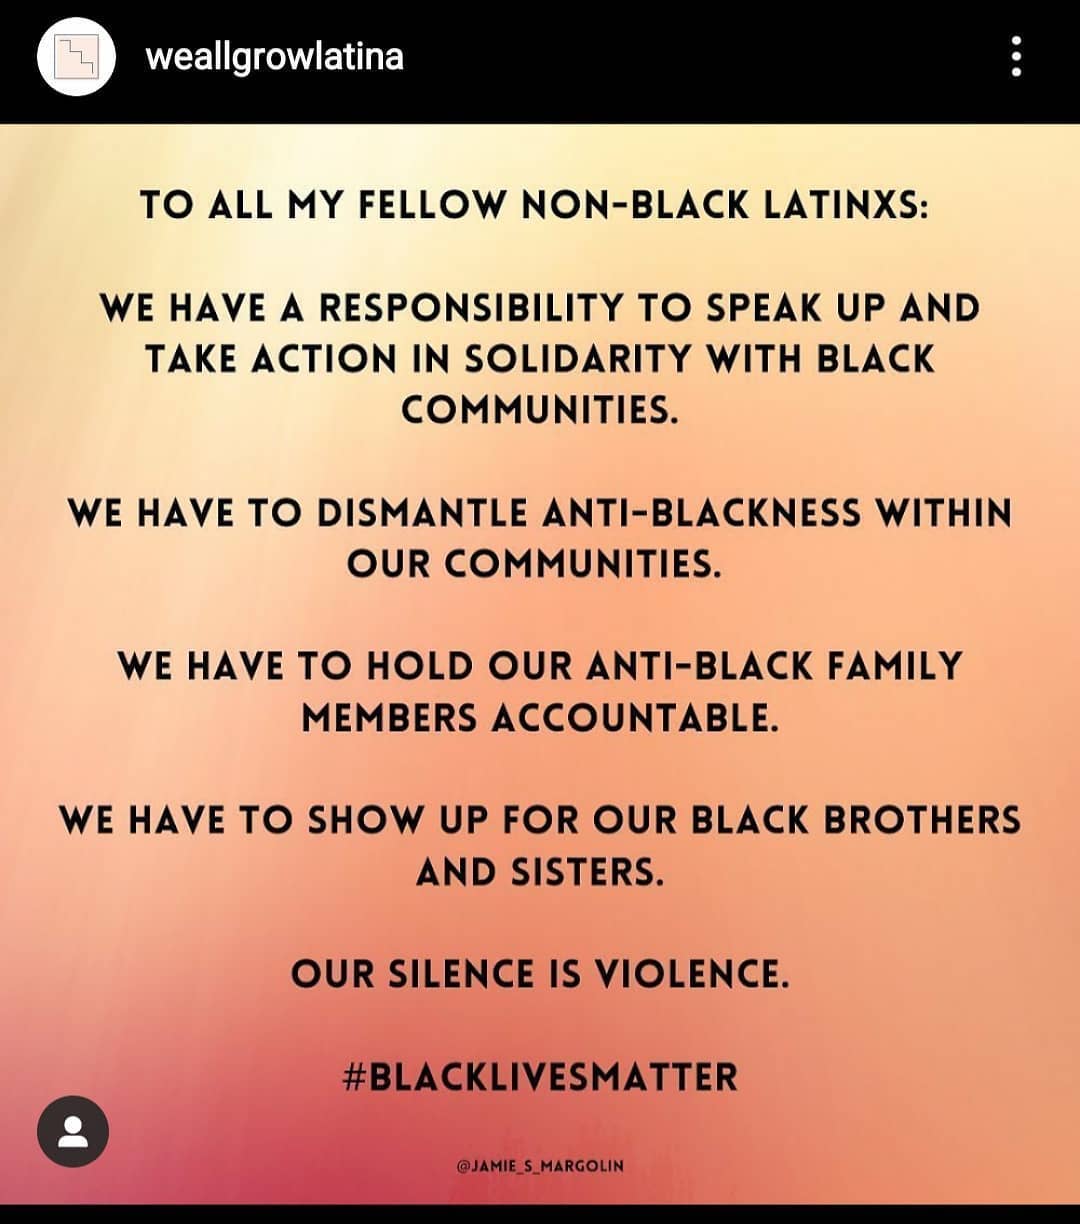 weallgrowlatina
TO ALL MY FELLOW NON-BLACK LATINXS:
WE HAVE A RESPONSIBILITY TO SPEAK UP AND
TAKE ACTION IN SOLIDARITY WITH BLACK
COMMUNITIES.
WE HAVE TO DISMANTLE ANTI-BLACKNESS WITHIN
OUR COMMUNITIES.
WE HAVE TO HOLD OUR ANTI-BLACK FAMILY
MEMBERS ACCOUNTABLE.
WE HAVE TO SHOW UP FOR OUR BLACK BROTHERS
AND SISTERS.
OUR SILENCE IS VIOLENCE.
#BLACKLIVESMATTER
@JAMIE_S_MARGOLIN